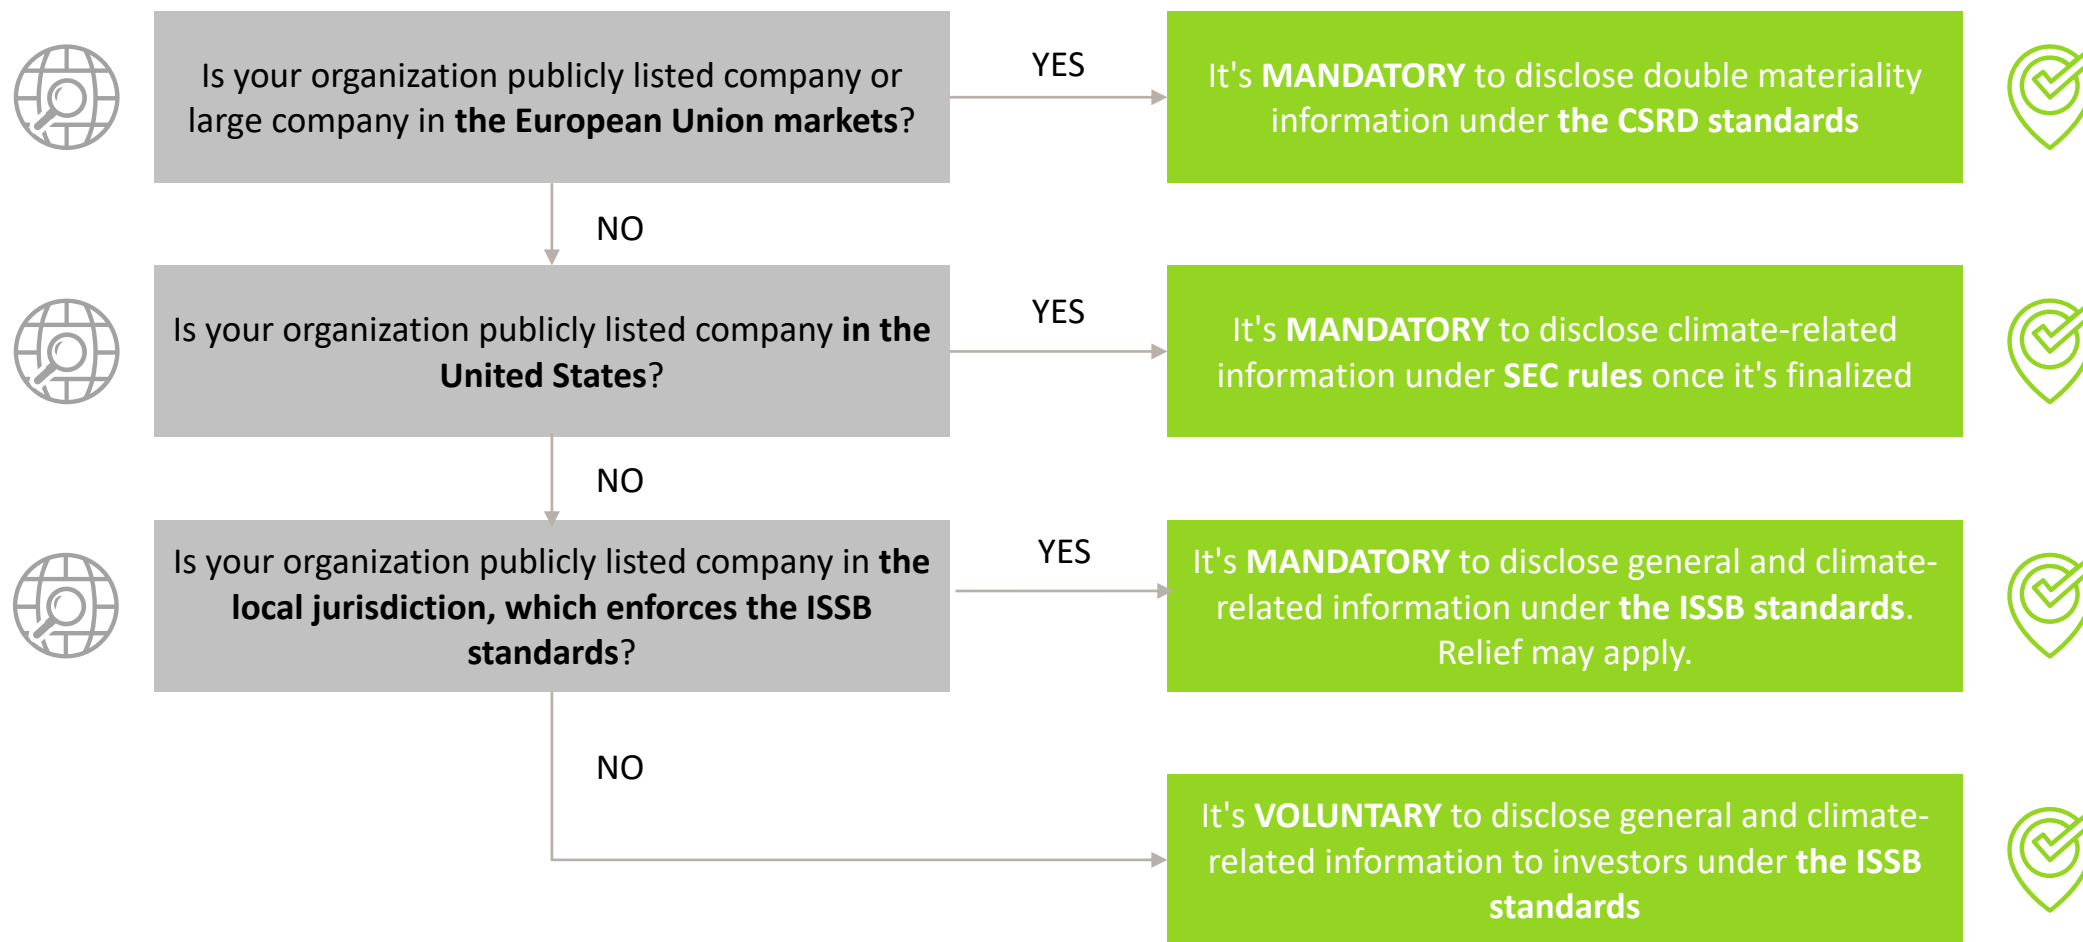 Is your organization publicly listed company or
large company in the European Union markets?
YES
It's MANDATORY to disclose double materiality
information under the CSRD standards
NO
Is your organization publicly listed company in the
United States?
YES
It's MANDATORY to disclose climate-related
information under SEC rules once it's finalized
NO
Is your organization publicly listed company in the
local jurisdiction, which enforces the ISSB
standards?
YES
It's MANDATORY to disclose general and climate-
related information under the ISSB standards.
Relief may apply.
NO
It's VOLUNTARY to disclose general and climate-
related information to investors under the ISSB
standards